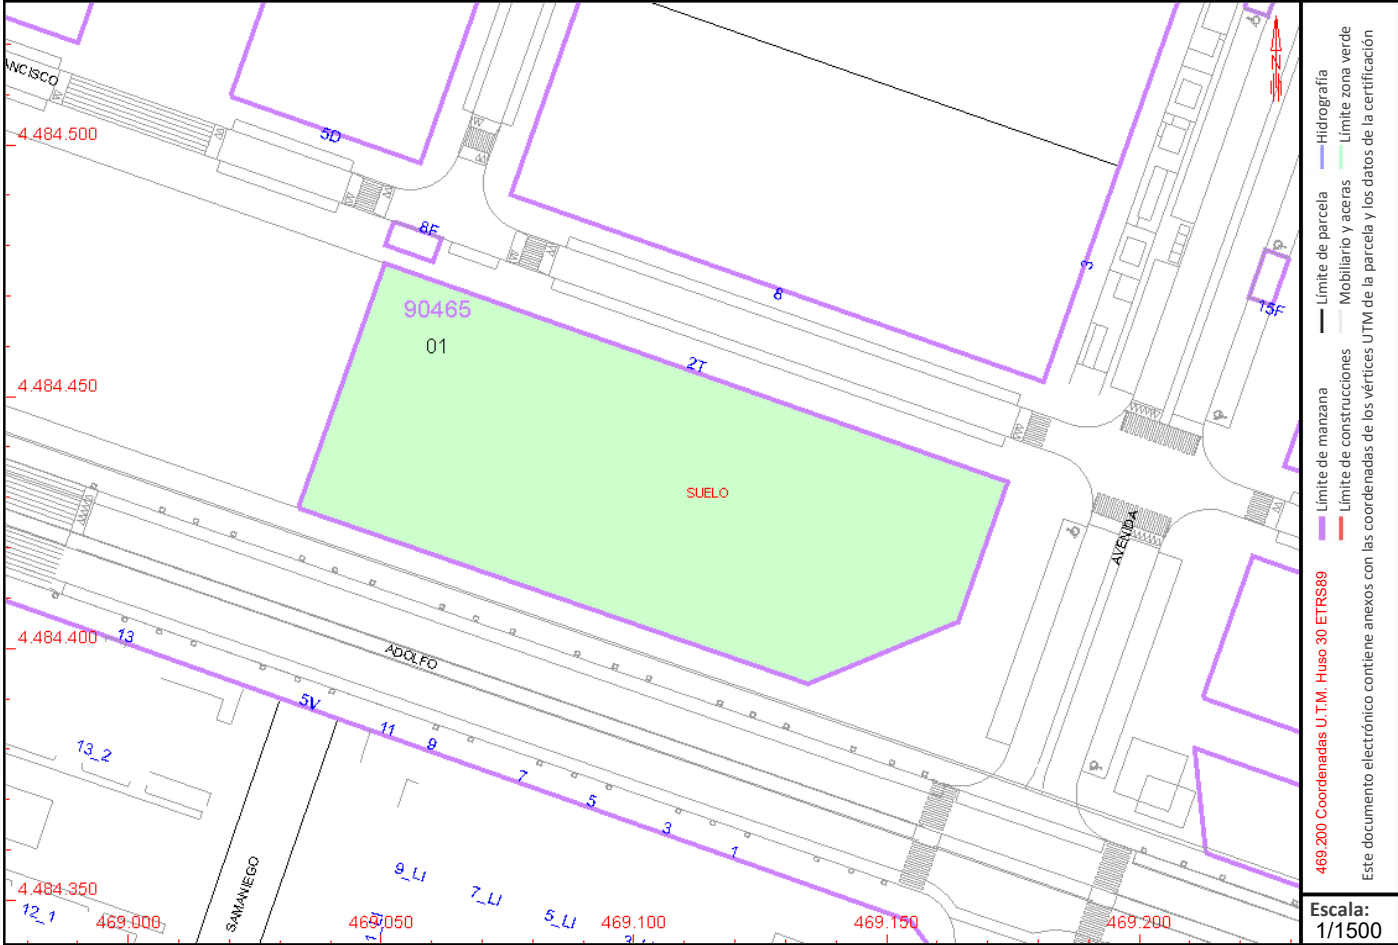 ANCISCO
4.484.500
5D
8F
8
3
15F
90465
01
2T
4.484.450
SUELO
AVENIDA
4.484.400
13
ADOLFO
5V
11
9
13_2
7
5
3
1
4.484.350
SAMANIEGO
9_LI
7_LI
5_LI
12_1
469.000
469.050
469.100
469.150
469.200
N
469.200 Coordenadas U.T.M. Huso 30 ETRS89
Límite de manzana
Límite de parcela
Hidrografía
Límite de construcciones
Mobiliario y aceras
Límite zona verde
Este documento electrónico contiene anexos con las coordenadas de los vértices UTM de la parcela y los datos de la certificación
Escala:
1/1500